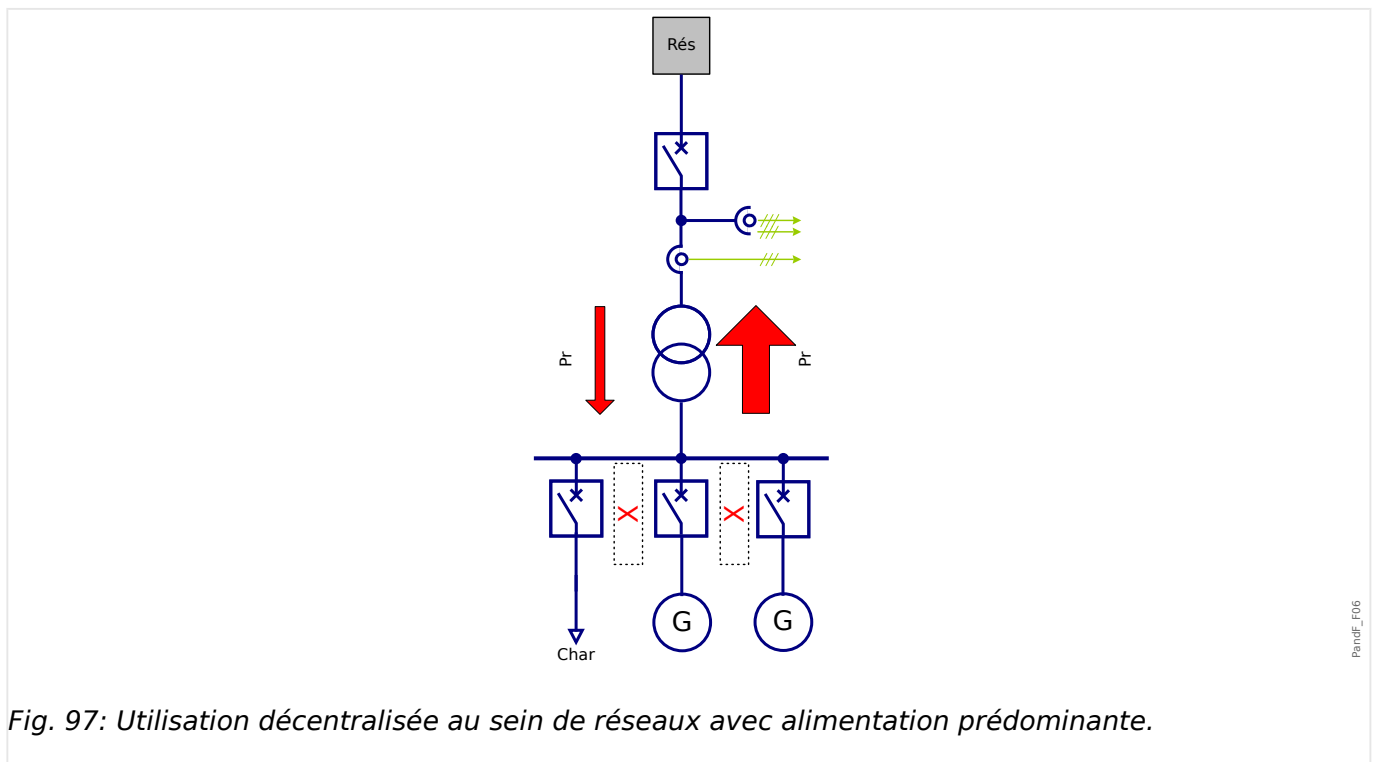 Rés
Pr
Pr
G
G
Char
PandF_F06
Fig. 97: Utilisation décentralisée au sein de réseaux avec alimentation prédominante.